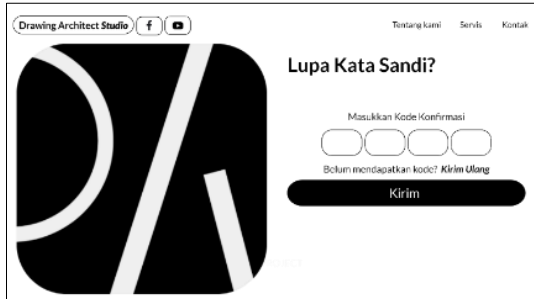 Drawing Architect Studio
Tentang kami Servis Kontak
Lupa Kata Sandi?
Masukkan Kode Konfirmasi
Belum mendapatkan kode? Kirim Ulang
Kirim